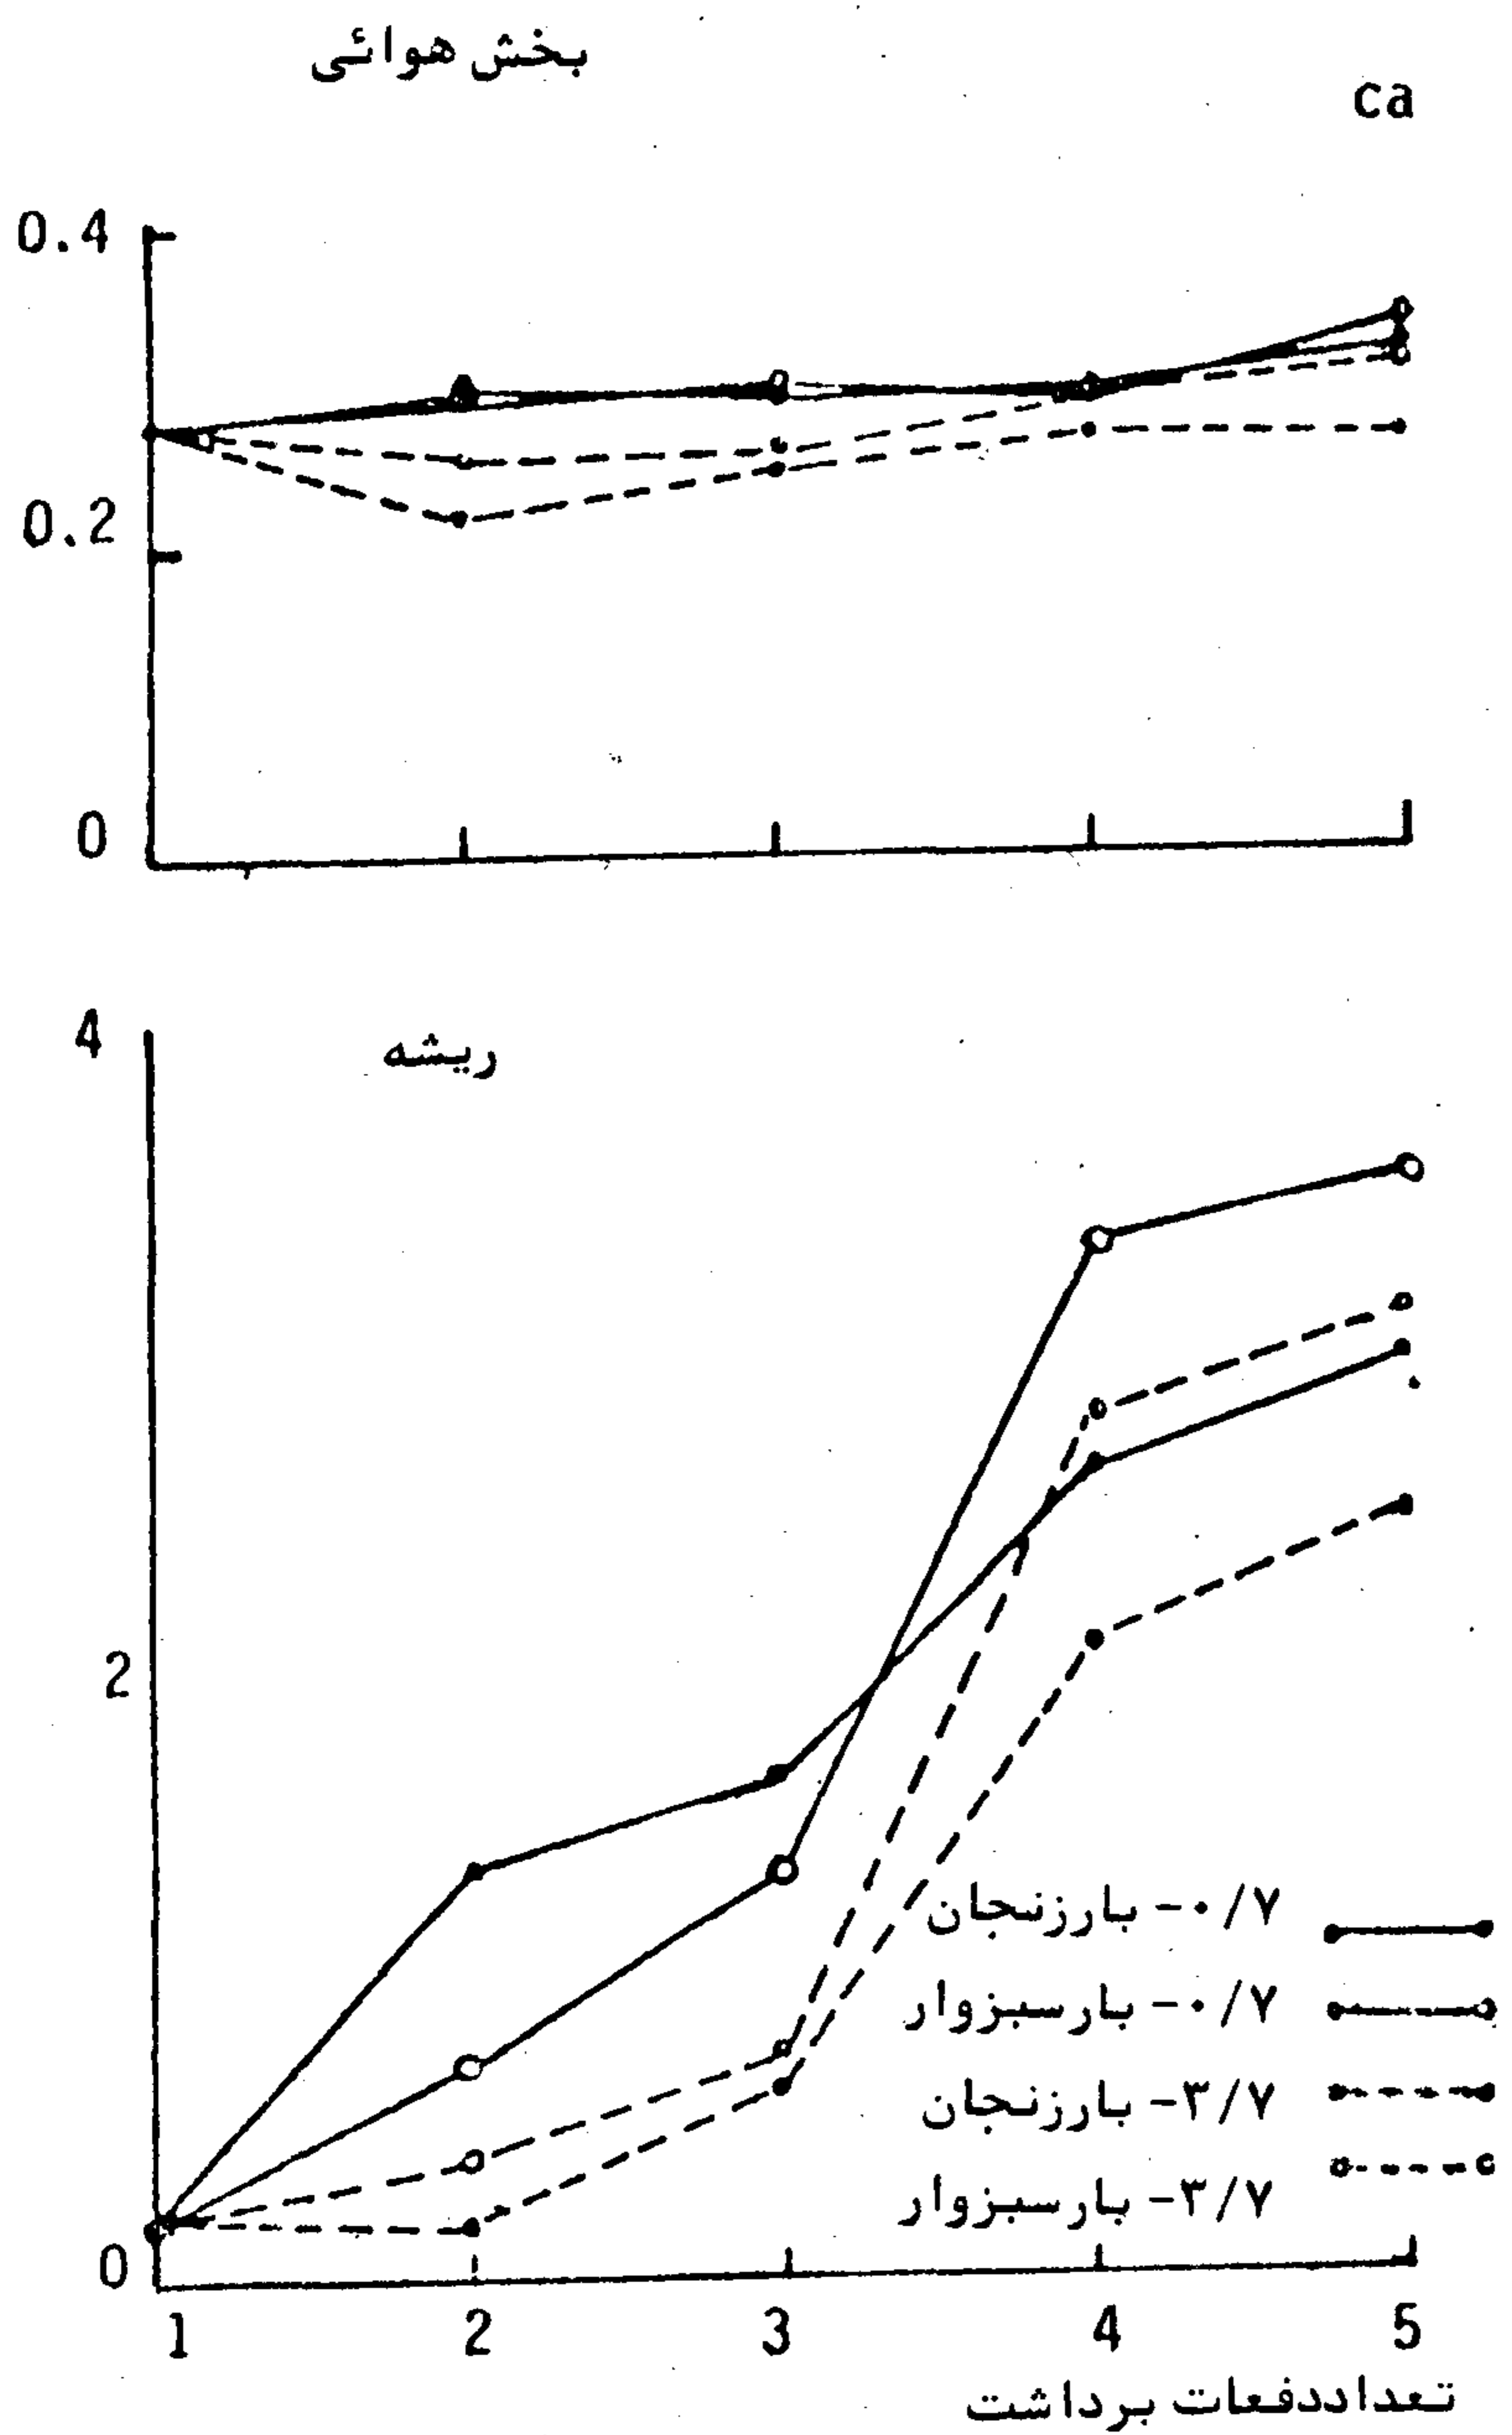 بخش هوائی
ca
0.4
0.2
0
4
ریشه
2
0
-۰/۷ بارزنجان
-۰/۷ بارسبزوار
-۳/۷ بارزنجان
-۳/۷ بارسبزوار
1 2 3 4 5
تعداددفعات برداشت